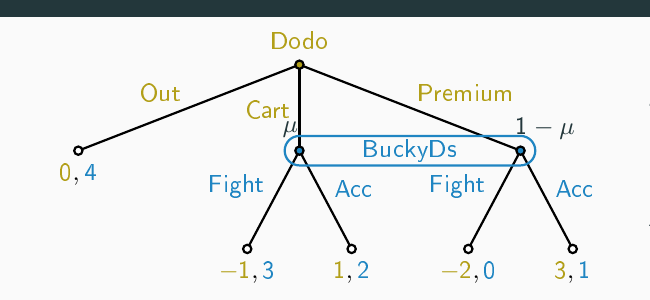 Dodo
Out
Cart
Premium
μ
1 − μ
BuckyDs
0, 4
Fight
Acc
Fight
Acc
−1, 3
1, 2
−2, 0
3, 1